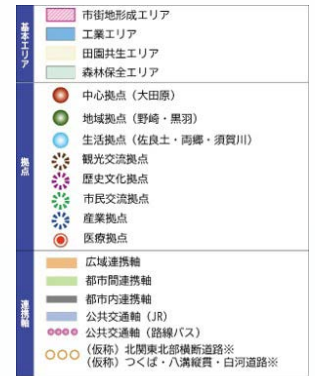 基本エリア
市街地形成エリア
工業エリア
田園共生エリア
森林保全エリア
拠点
中心拠点（大田原）
地域拠点（野崎・黒羽）
生活拠点（佐良土・両郷・須賀川）
観光交流拠点
歴史文化拠点
市民交流拠点
産業拠点
医療拠点
連携軸
広域連携軸
都市間連携軸
都市内連携軸
公共交通軸（JR）
公共交通軸（路線バス）
（仮称）北関東北部横断道路※
（仮称）つくば・八溝縦貫・白河道路※